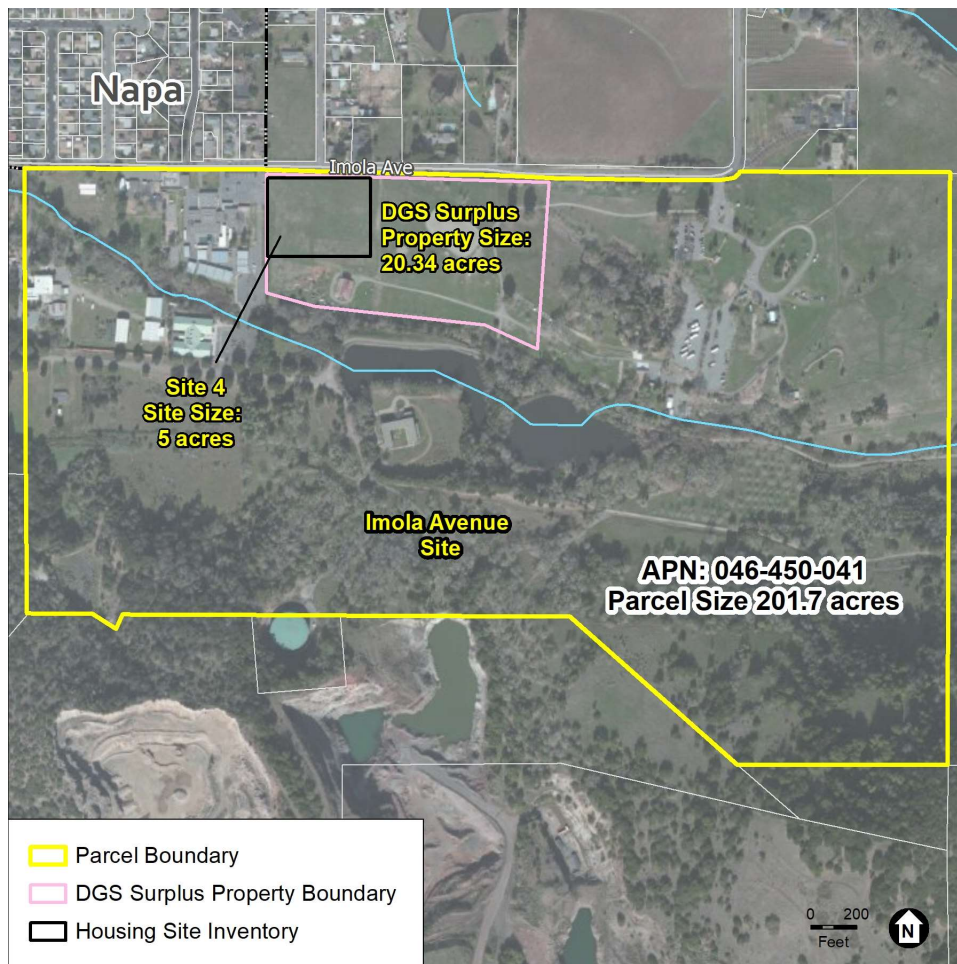 Napa
Imola Ave
DGS Surplus
Property Size:
20.34 acres
Site 4
Site Size:
5 acres
Imola Avenue
Site
APN: 046-450-041
Parcel Size 201.7 acres
Parcel Boundary
DGS Surplus Property Boundary
Housing Site Inventory
0 200
Feet
N